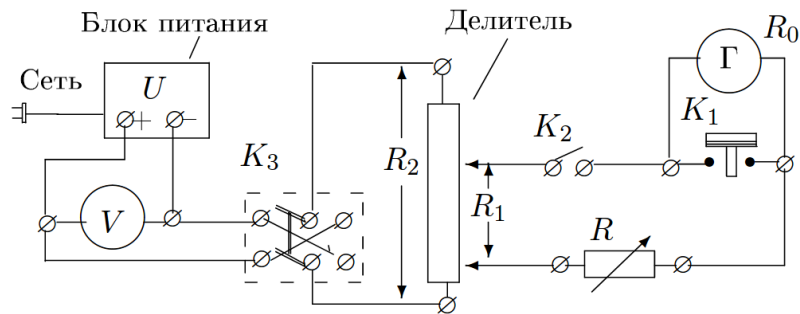 Блок питания
Делитель
Сеть
U
+
−
R₀
Г
K₁
K₂
K₃
R₂
R₁
V
R